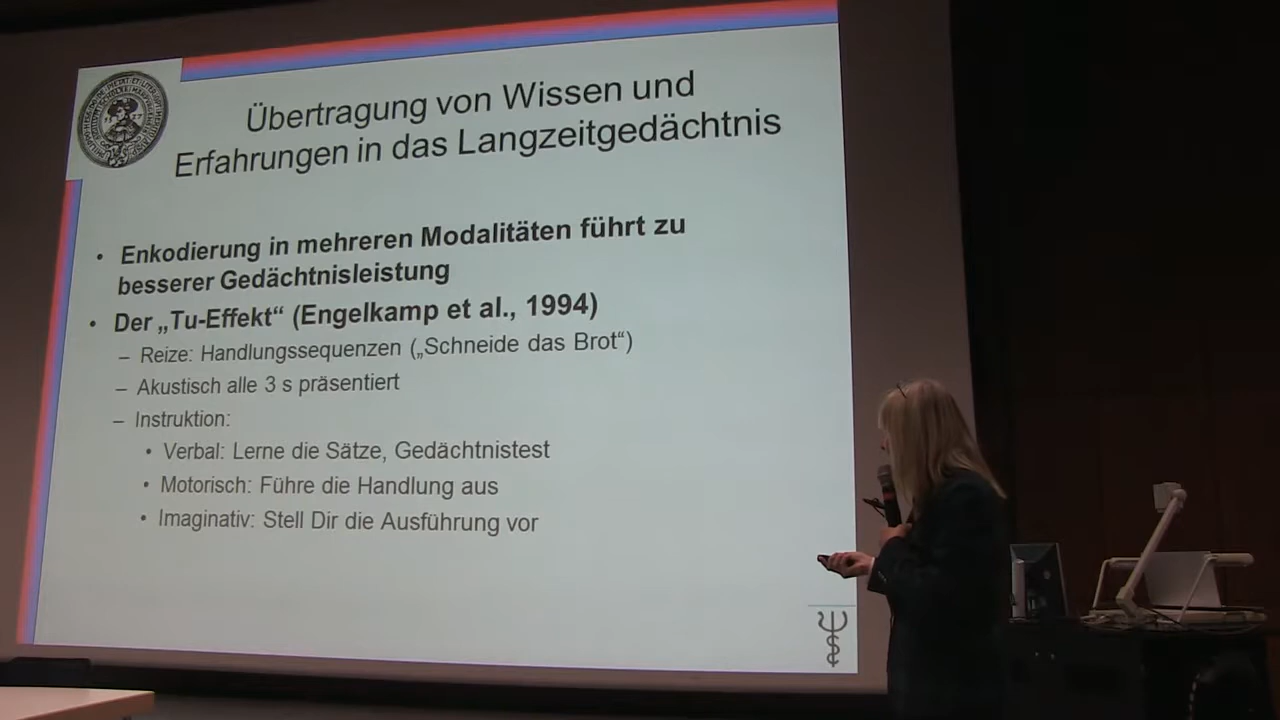 Übertragung von Wissen und
Erfahrungen in das Langzeitgedächtnis
• Enkodierung in mehreren Modalitäten führt zu
besserer Gedächtnisleistung
• Der „Tu-Effekt“ (Engelkamp et al., 1994)
– Reize: Handlungssequenzen („Schneide das Brot“)
– Akustisch alle 3 s präsentiert
– Instruktion:
• Verbal: Lerne die Sätze, Gedächtnistest
• Motorisch: Führe die Handlung aus
• Imaginativ: Stell Dir die Ausführung vor